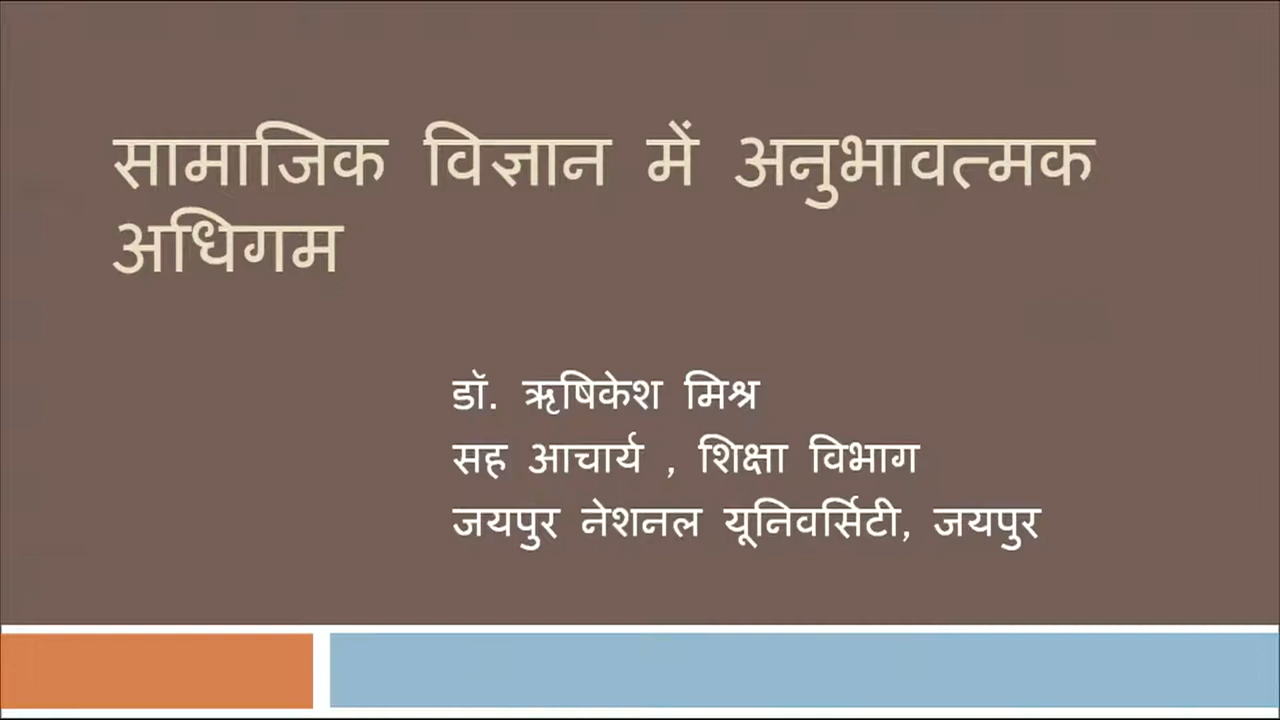 सामाजिक विज्ञान में अनुभावत्मक
अधिगम
डॉ. ऋषिकेश मिश्र
सह आचार्य , शिक्षा विभाग
जयपुर नेशनल यूनिवर्सिटी, जयपुर